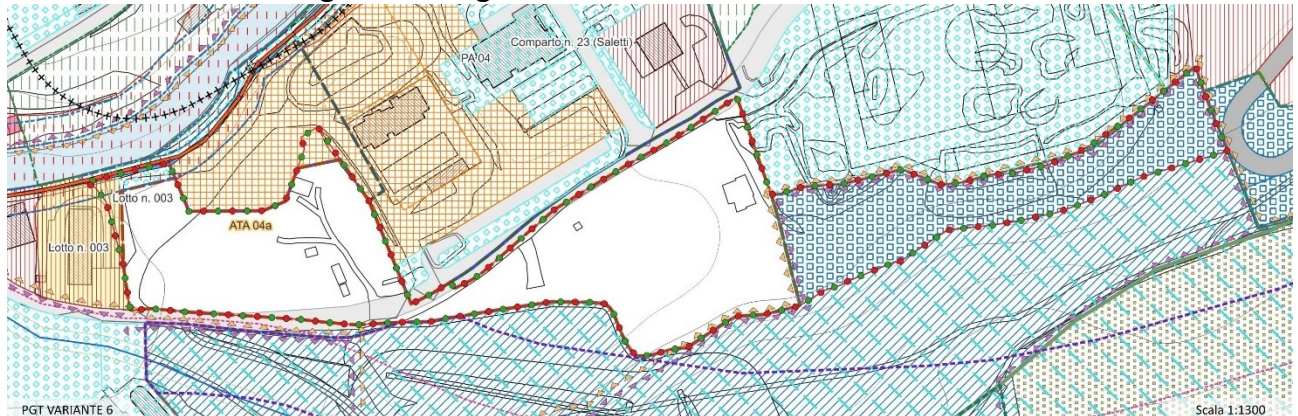 PA 04
Comparto n. 23 (Saletti)
Lotto n. 003
ATA 04a
Lotto n. 003
PGT VARIANTE 6
Scala 1:1300